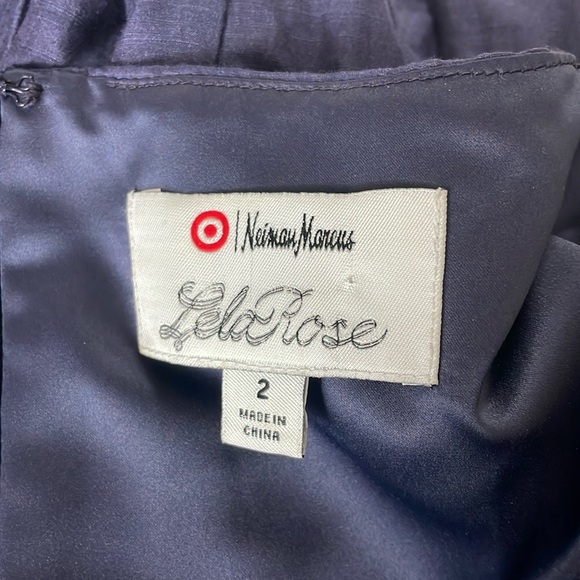 | Neiman Marcus
Lela Rose
2
MADE IN
CHINA